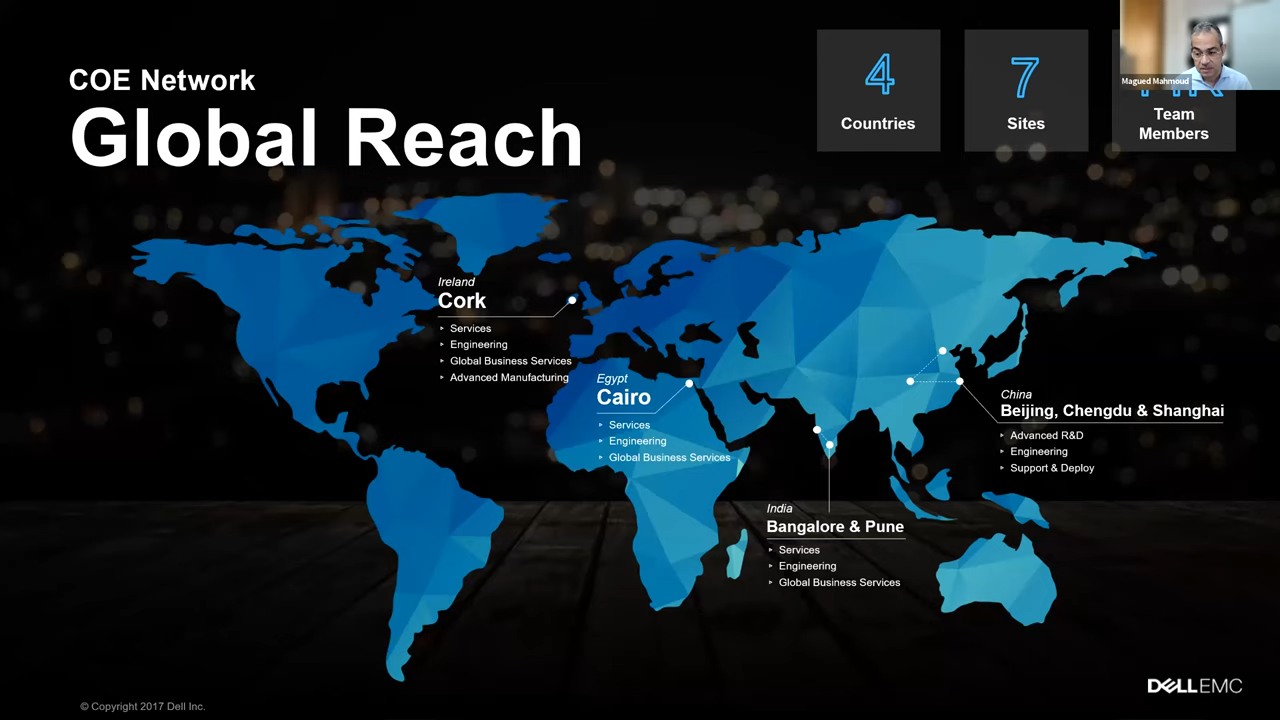 COE Network
Global Reach
4
Countries
7
Sites
Team
Members
Magued Mahmoud
Ireland
Cork
Services
Engineering
Global Business Services
Advanced Manufacturing
Egypt
Cairo
Services
Engineering
Global Business Services
China
Beijing, Chengdu & Shanghai
Advanced R&D
Engineering
Support & Deploy
India
Bangalore & Pune
Services
Engineering
Global Business Services
DELLEMC
© Copyright 2017 Dell Inc.